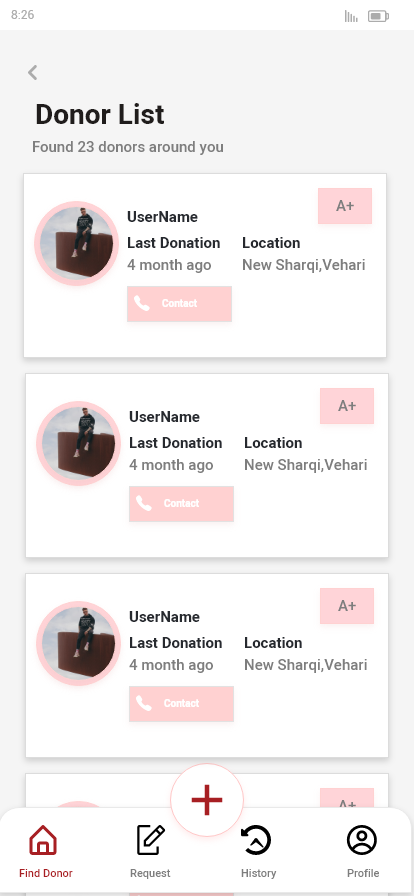 8:26
Donor List
Found 23 donors around you
A+
UserName
Last Donation Location
4 month ago New Sharqi,Vehari
Contact
A+
UserName
Last Donation Location
4 month ago New Sharqi,Vehari
Contact
A+
UserName
Last Donation Location
4 month ago New Sharqi,Vehari
Contact
A+
Find Donor Request History Profile